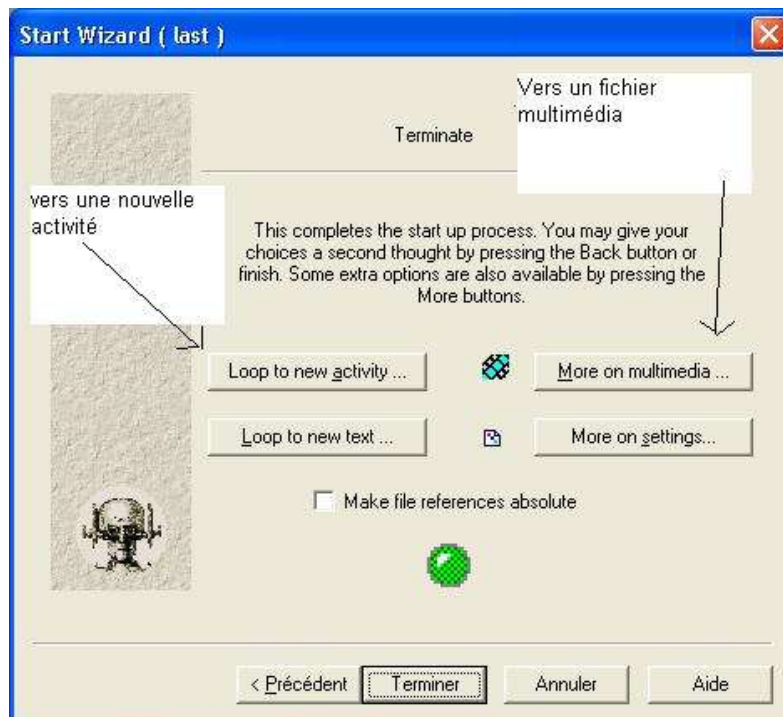 Start Wizard ( last )
Vers un fichier
multimédia
Terminate
vers une nouvelle
activité
This completes the start up process. You may give your
choices a second thought by pressing the Back button or
finish. Some extra options are also available by pressing the
More buttons.
Loop to new activity ...
More on multimedia ...
Loop to new text ...
More on settings...
Make file references absolute
< Précédent
Terminer
Annuler
Aide